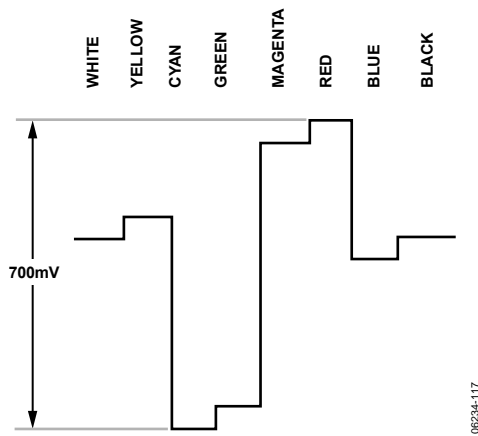 WHITE
YELLOW
CYAN
GREEN
MAGENTA
RED
BLUE
BLACK
700mV
06234-117